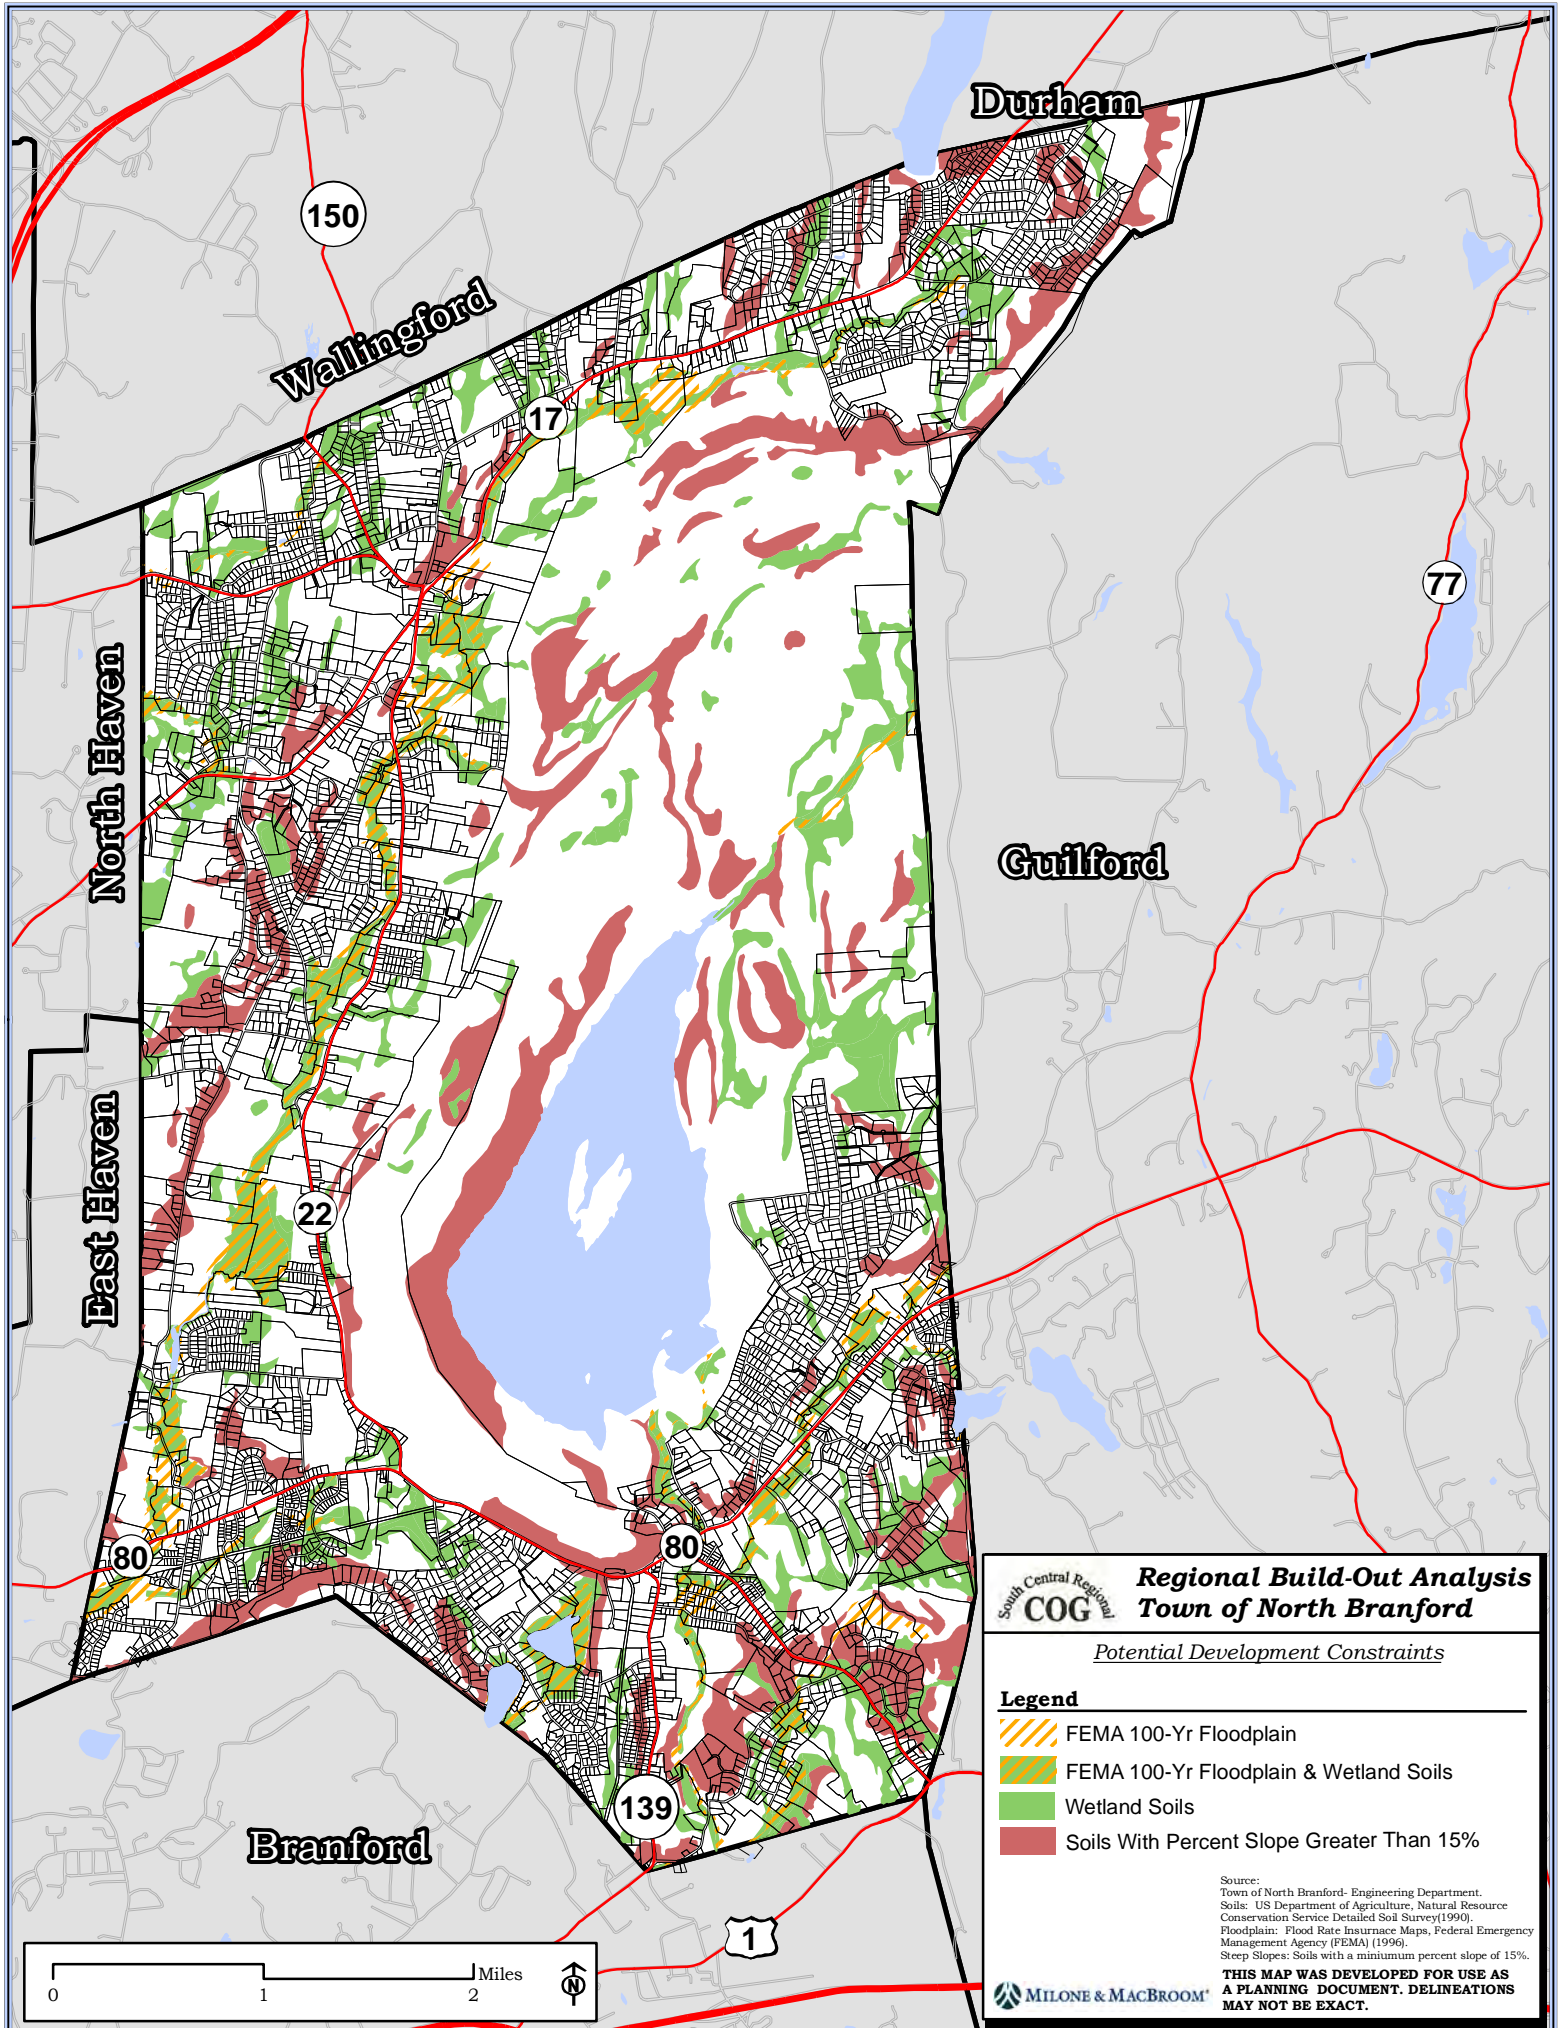 Durham
150
Wallingford
17
77
North Haven
Guilford
East Haven
22
80
80
139
Branford
1
South Central Regional
COG
Regional Build-Out Analysis
Town of North Branford
Potential Development Constraints
Legend
FEMA 100-Yr Floodplain
FEMA 100-Yr Floodplain & Wetland Soils
Wetland Soils
Soils With Percent Slope Greater Than 15%
Source:
Town of North Branford- Engineering Department.
Soils: US Department of Agriculture, Natural Resource
Conservation Service Detailed Soil Survey(1990).
Floodplain: Flood Rate Insurnace Maps, Federal Emergency
Management Agency (FEMA) (1996).
Steep Slopes: Soils with a miniumum percent slope of 15%.
THIS MAP WAS DEVELOPED FOR USE AS
A PLANNING DOCUMENT. DELINEATIONS
MAY NOT BE EXACT.
MILONE & MACBROOM
Miles
0 1 2
N